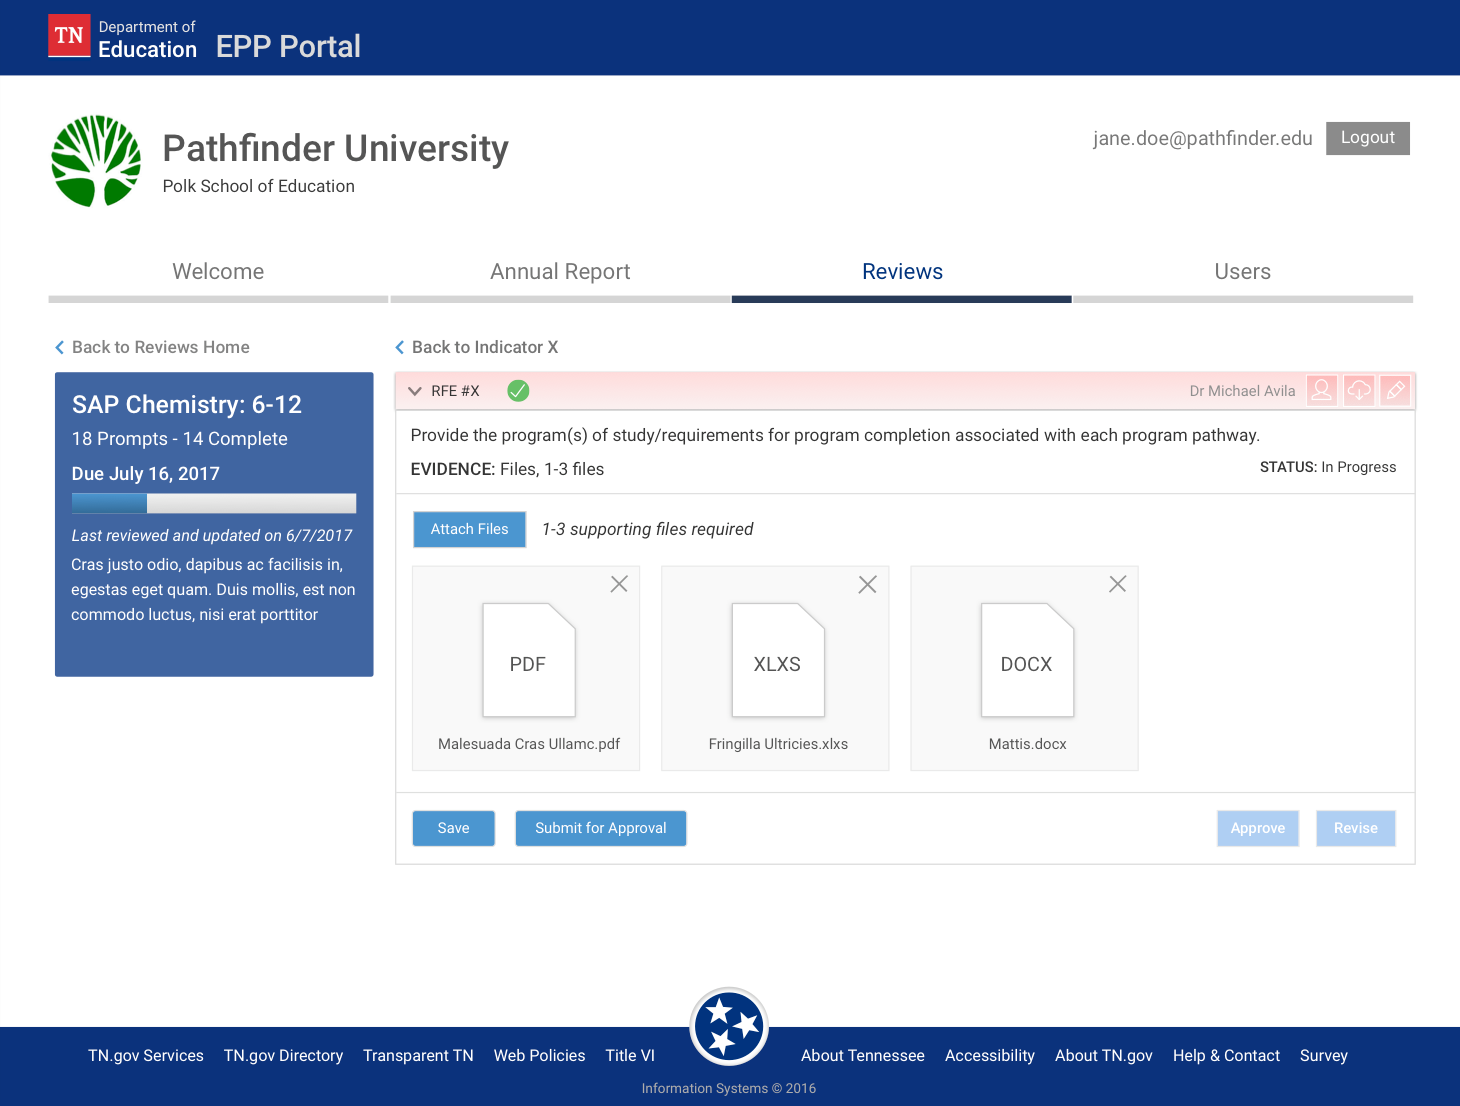 TN
Department of
Education
EPP Portal
Pathfinder University
Polk School of Education
jane.doe@pathfinder.edu
Logout
Welcome
Annual Report
Reviews
Users
Back to Reviews Home
Back to Indicator X
SAP Chemistry: 6-12
18 Prompts - 14 Complete
Due July 16, 2017
Last reviewed and updated on 6/7/2017
Cras justo odio, dapibus ac facilisis in,
egestas eget quam. Duis mollis, est non
commodo luctus, nisi erat porttitor
RFE #X
Dr Michael Avila
Provide the program(s) of study/requirements for program completion associated with each program pathway.
EVIDENCE: Files, 1-3 files
STATUS: In Progress
Attach Files
1-3 supporting files required
PDF
Malesuada Cras Ullamc.pdf
XLXS
Fringilla Ultricies.xlxs
DOCX
Mattis.docx
Save
Submit for Approval
Approve
Revise
TN.gov Services
TN.gov Directory
Transparent TN
Web Policies
Title VI
About Tennessee
Accessibility
About TN.gov
Help & Contact
Survey
Information Systems © 2016